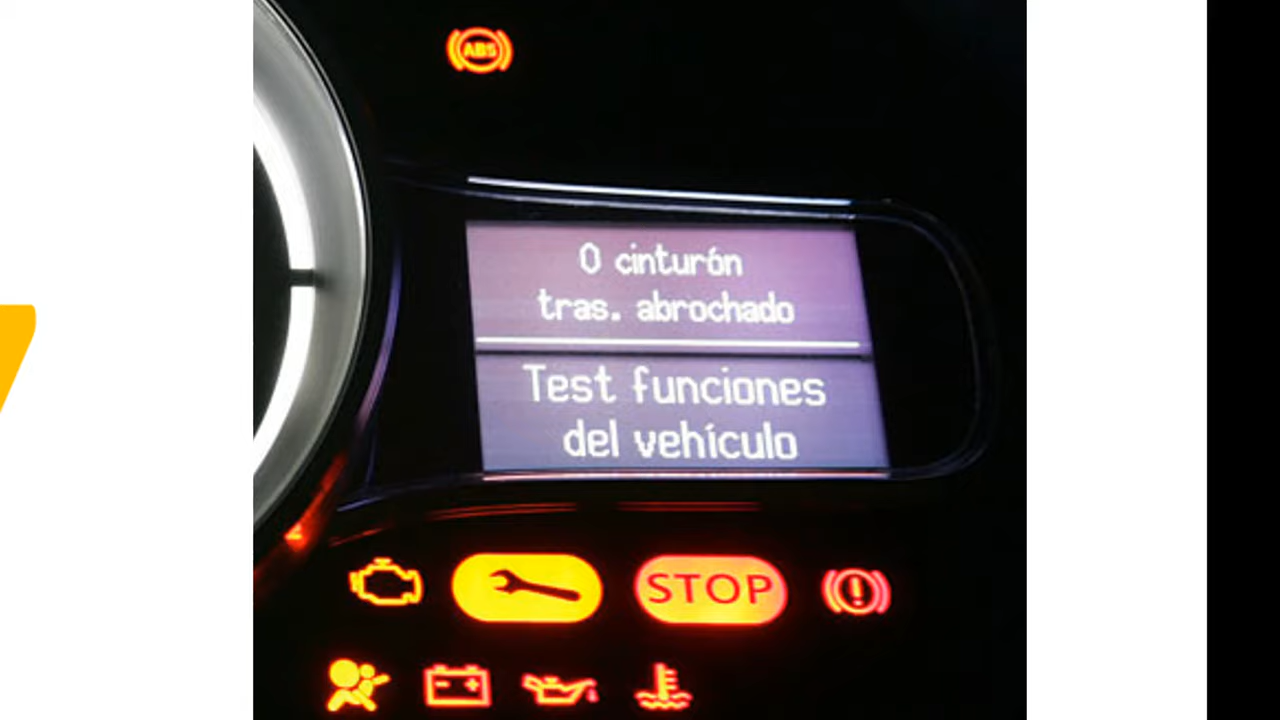 ABS
0 cinturón
tras. abrochado
Test funciones
del vehículo
STOP